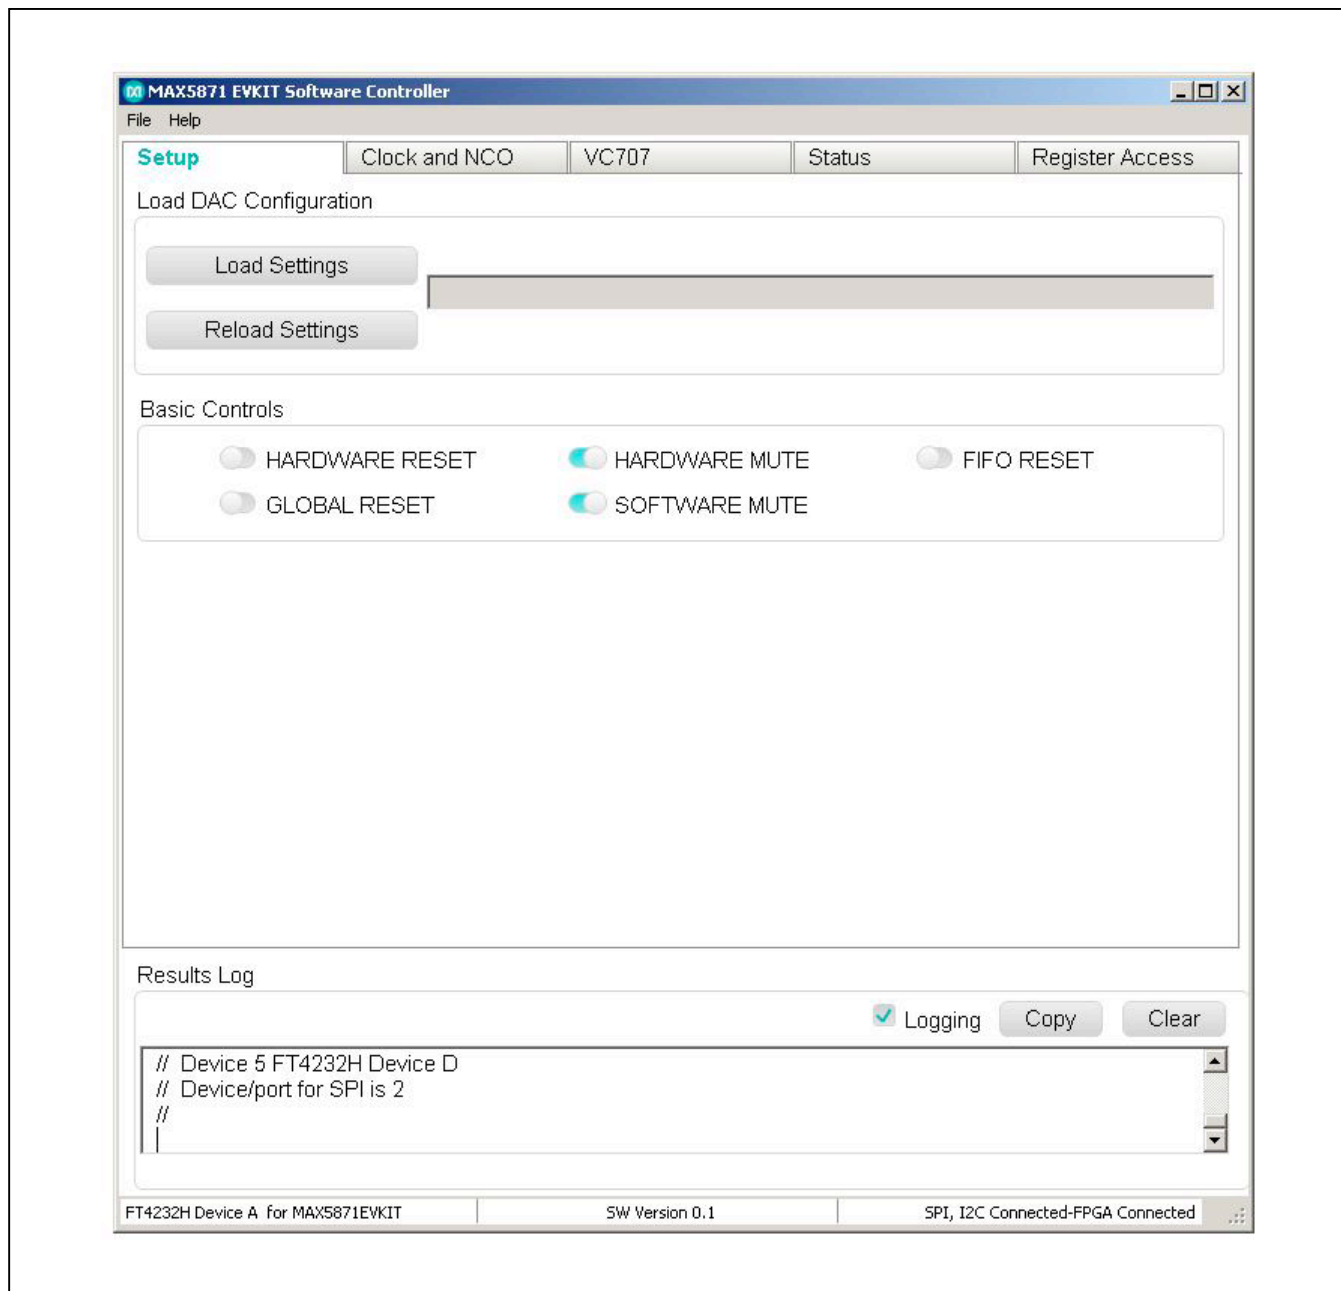 MAX5871 EVKIT Software Controller
File Help
Setup Clock and NCO VC707 Status Register Access
Load DAC Configuration
Load Settings
Reload Settings
Basic Controls
HARDWARE RESET HARDWARE MUTE FIFO RESET
GLOBAL RESET SOFTWARE MUTE
Results Log
Logging Copy Clear
// Device 5 FT4232H Device D
// Device/port for SPI is 2
//
FT4232H Device A for MAX5871EVKIT SW Version 0.1 SPI, I2C Connected-FPGA Connected